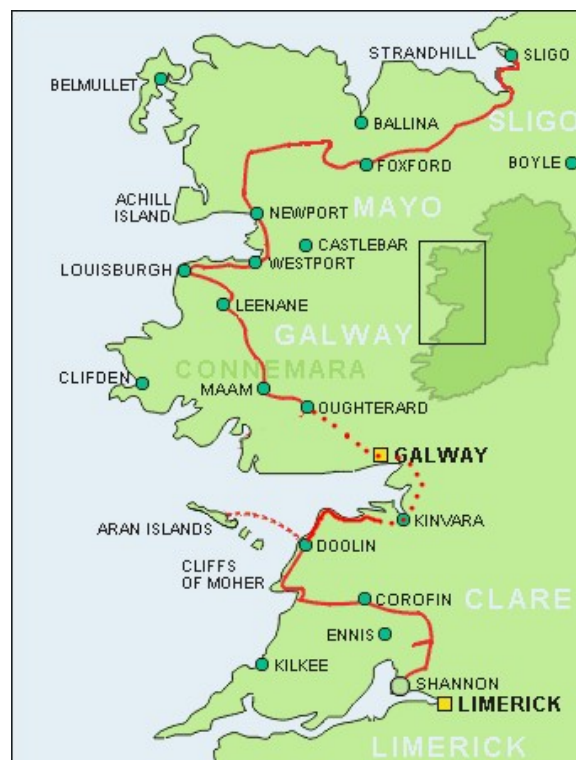 STRANDHILL
SLIGO
BELMULLET
BALLINA
SLIGO
FOXFORD
BOYLE
ACHILL
ISLAND
NEWPORT
MAYO
CASTLEBAR
WESTPORT
LOUISBURGH
LEENANE
GALWAY
CONNEMARA
CLIFDEN
MAAM
OUGHTERARD
GALWAY
ARAN ISLANDS
KINVARA
DOOLIN
CLIFFS
OF MOHER
COROFIN
CLARE
ENNIS
KILKEE
SHANNON
LIMERICK
LIMERICK